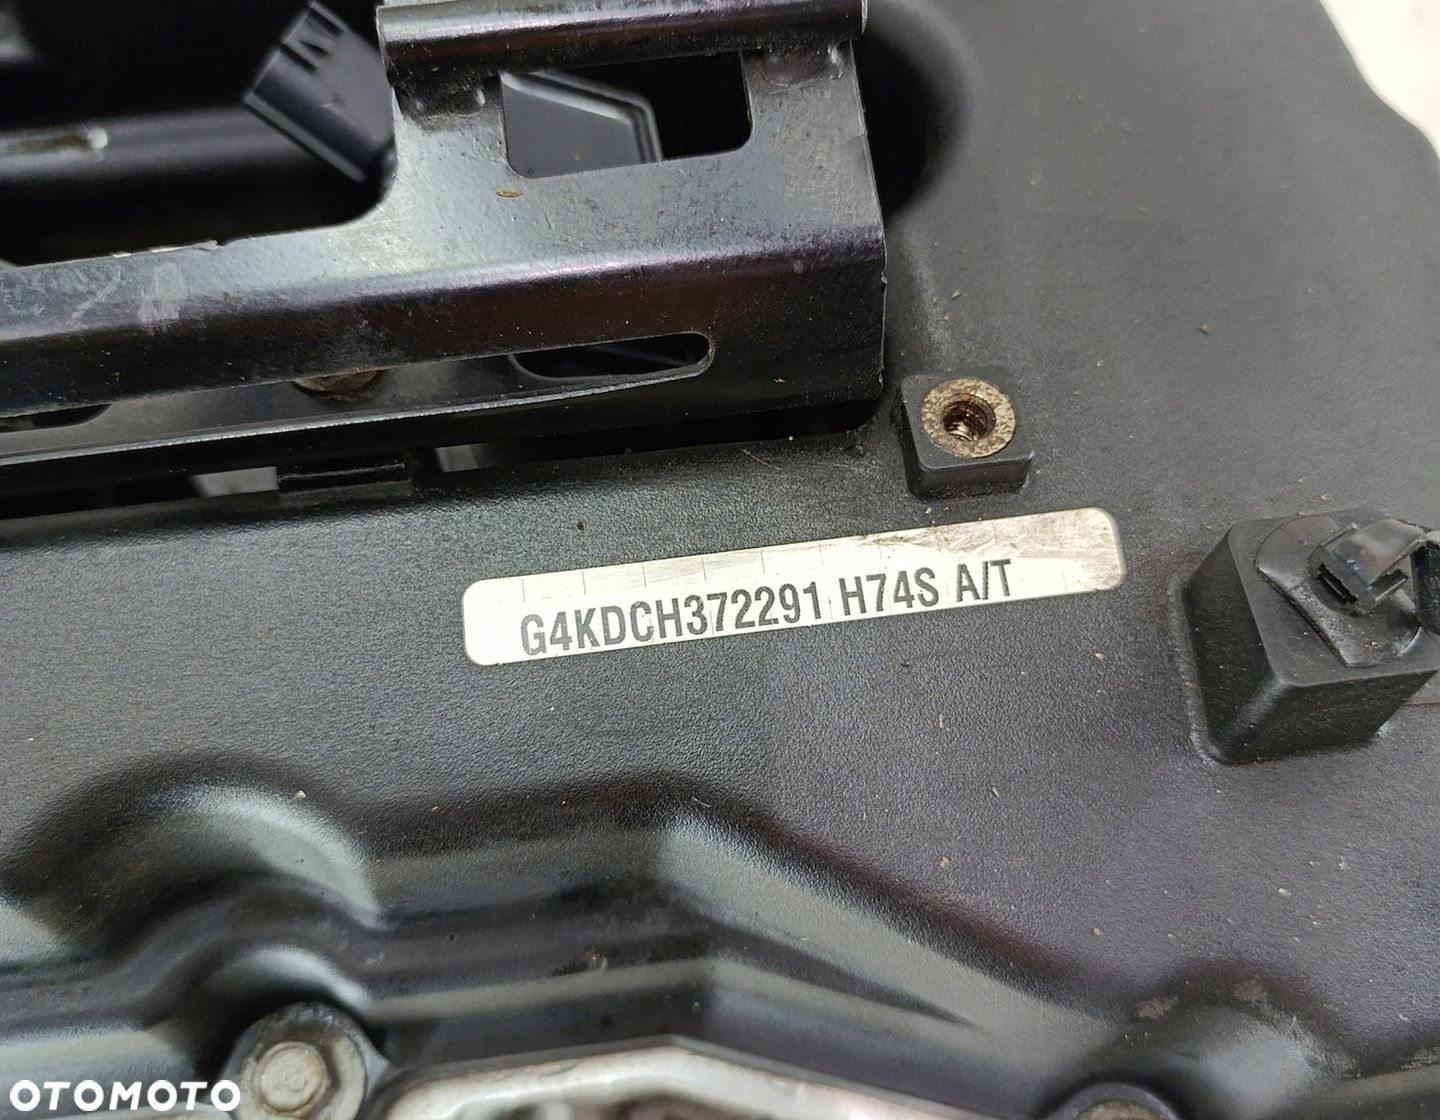 G4KDCH372291 H74S A/T
OTOMOTO